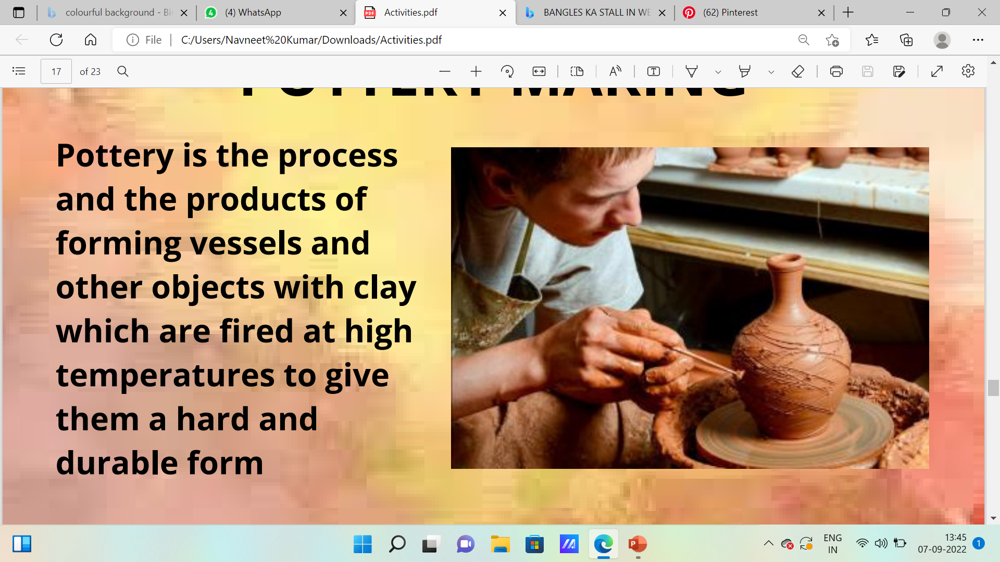 colourful background - Bi
(4) WhatsApp
Activities.pdf
BANGLES KA STALL IN WE
(62) Pinterest
File
C:/Users/Navneet%20Kumar/Downloads/Activities.pdf
17 of 23
POTTERY MAKING
Pottery is the process
and the products of
forming vessels and
other objects with clay
which are fired at high
temperatures to give
them a hard and
durable form
ENG
IN
13:45
07-09-2022
1